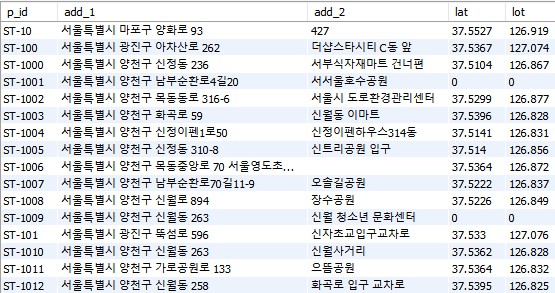 p_id add_1 add_2 lat lot
ST-10 서울특별시 마포구 양화로 93 427 37.5527 126.919
ST-100 서울특별시 광진구 아차산로 262 더샵스타시티 C동 앞 37.5367 127.074
ST-1000 서울특별시 양천구 신정동 236 서부식자재마트 건너편 37.5104 126.867
ST-1001 서울특별시 양천구 남부순환로4길20 서서울호수공원 0 0
ST-1002 서울특별시 양천구 목동동로 316-6 서울시 도로환경관리센터 37.5299 126.877
ST-1003 서울특별시 양천구 화곡로 59 신월동 이마트 37.5396 126.828
ST-1004 서울특별시 양천구 신정이펜1로50 신정이펜하우스314동 37.5141 126.831
ST-1005 서울특별시 양천구 신정동 310-8 신트리공원 입구 37.514 126.856
ST-1006 서울특별시 양천구 목동중앙로 70 서울영도초... 37.5364 126.872
ST-1007 서울특별시 양천구 남부순환로70길11-9 오솔길공원 37.5222 126.837
ST-1008 서울특별시 양천구 신월로 894 장수공원 37.5226 126.849
ST-1009 서울특별시 양천구 신월동 263 신월 청소년 문화센터 0 0
ST-101 서울특별시 광진구 뚝섬로 596 신자초교입구교차로 37.533 127.076
ST-1010 서울특별시 양천구 신월동 263 신월사거리 37.5362 126.828
ST-1011 서울특별시 양천구 가로공원로 133 으뜸공원 37.5364 126.832
ST-1012 서울특별시 양천구 신월동 258 화곡로 입구 교차로 37.5395 126.825